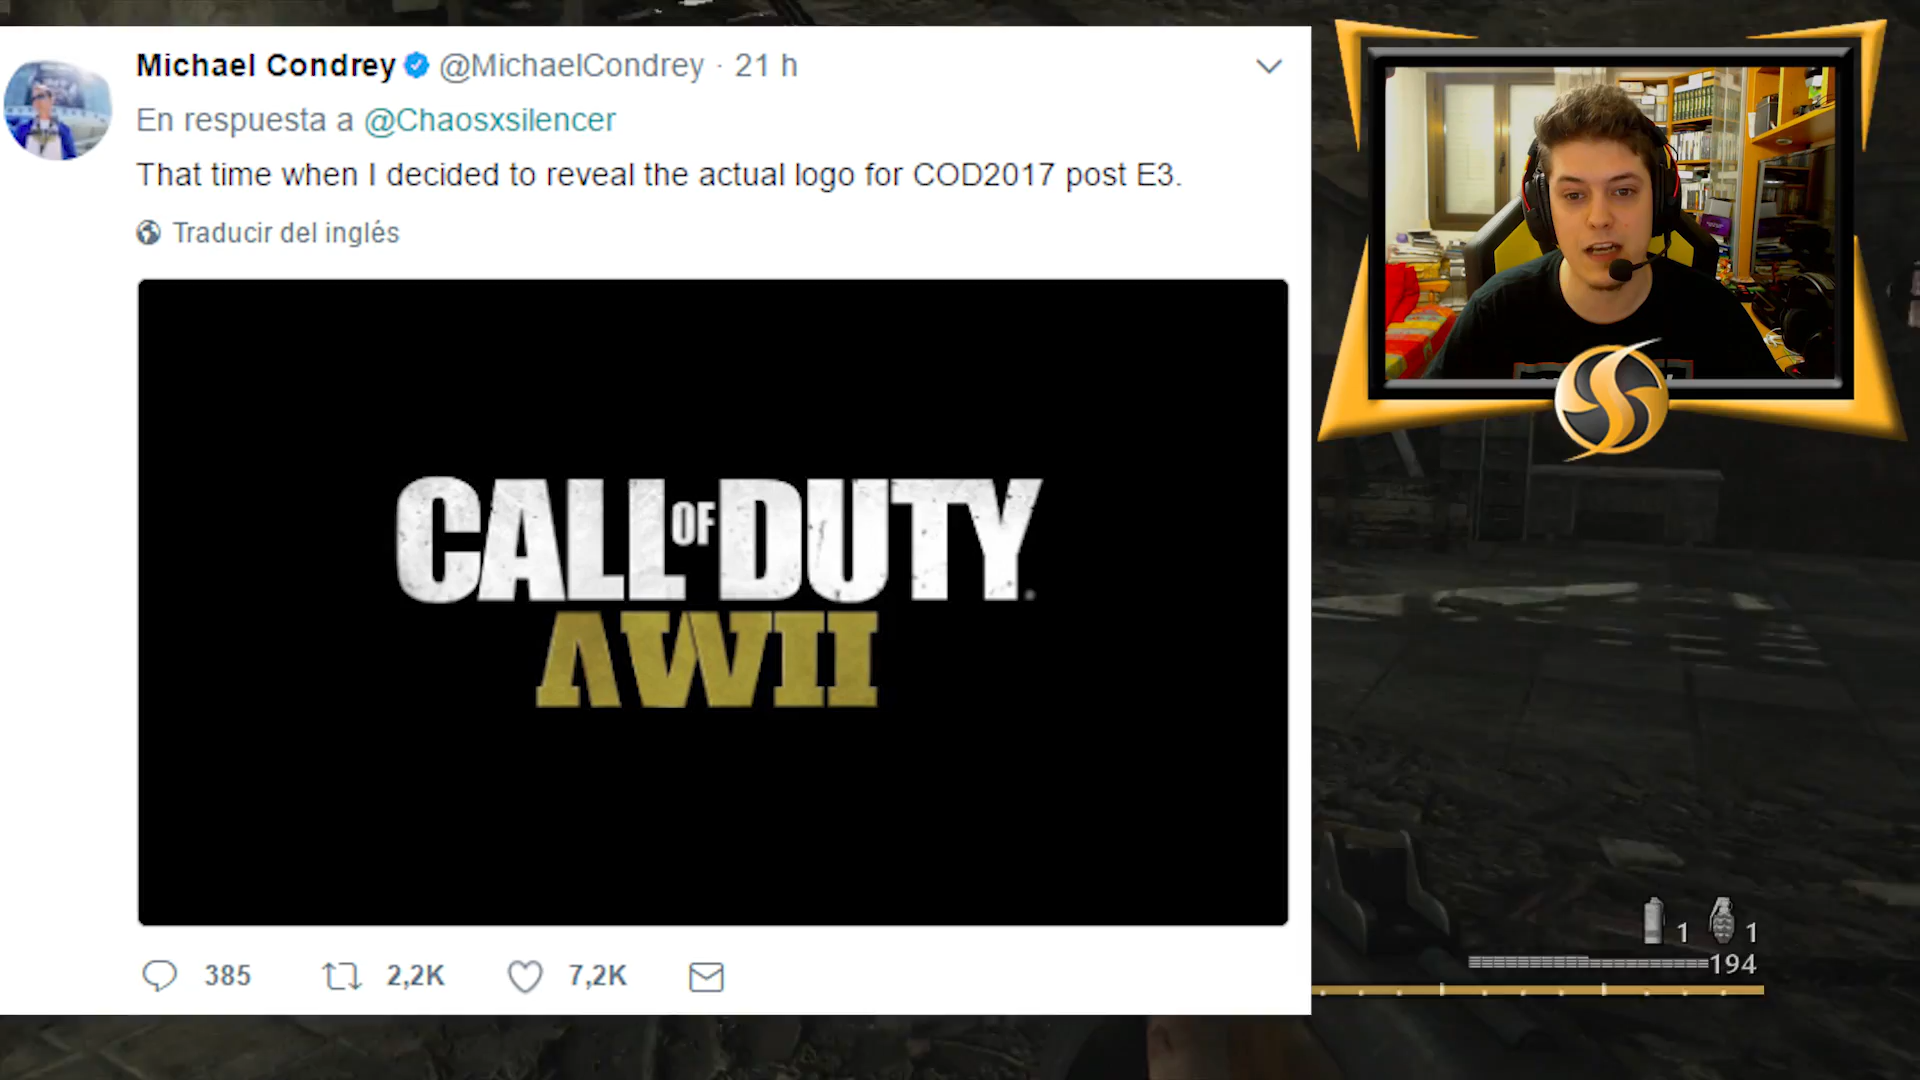 Michael Condrey @MichaelCondrey · 21 h
En respuesta a @Chaosxsilencer
That time when I decided to reveal the actual logo for COD2017 post E3.
Traducir del inglés
CALL OF DUTY
AWII
385 2,2K 7,2K
1 1
194